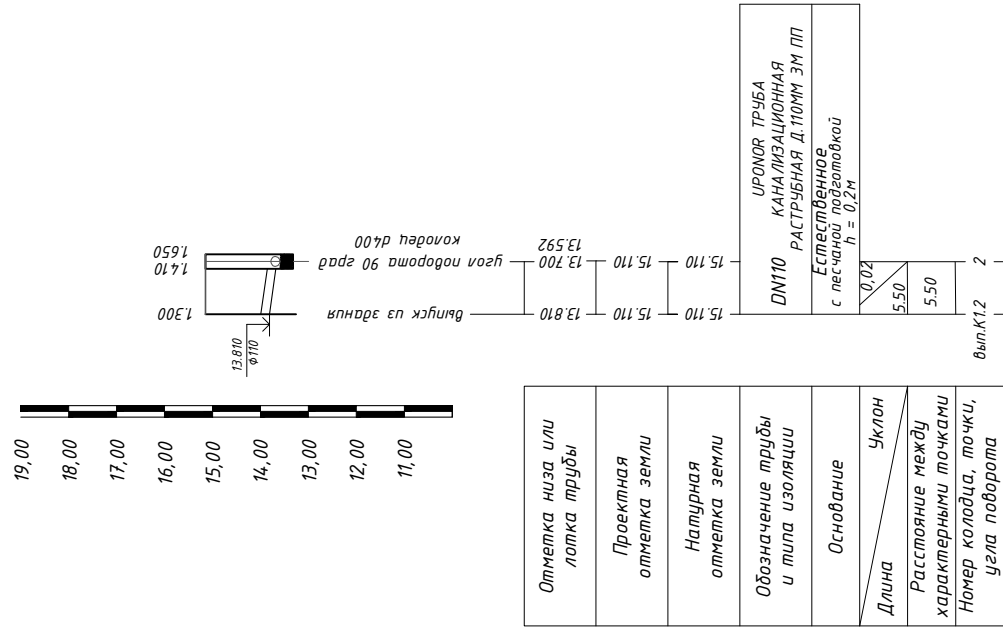 1.650
1.410
1.300
13.810
ф110
колодец d400
угол поворота 90 град
выпуск из здания
19,00
18,00
17,00
16,00
15,00
14,00
13,00
12,00
11,00
Отметка низа или
лотка трубы
13.810
13.700
13.592
Проектная
отметка земли
15.110
15.110
Натурная
отметка земли
15.110
15.110
Обозначение трубы
и типа изоляции
DN110
UPONOR ТРУБА
КАНАЛИЗАЦИОННАЯ
РАСТРУБНАЯ Д.110ММ 3М ПП
Основание
Естественное
с песчаной подготовкой
h = 0,2м
Длина
Уклон
5.50
0,02
Расстояние между
характерными точками
5.50
Номер колодца, точки,
угла поворота
вып.К1.2
2